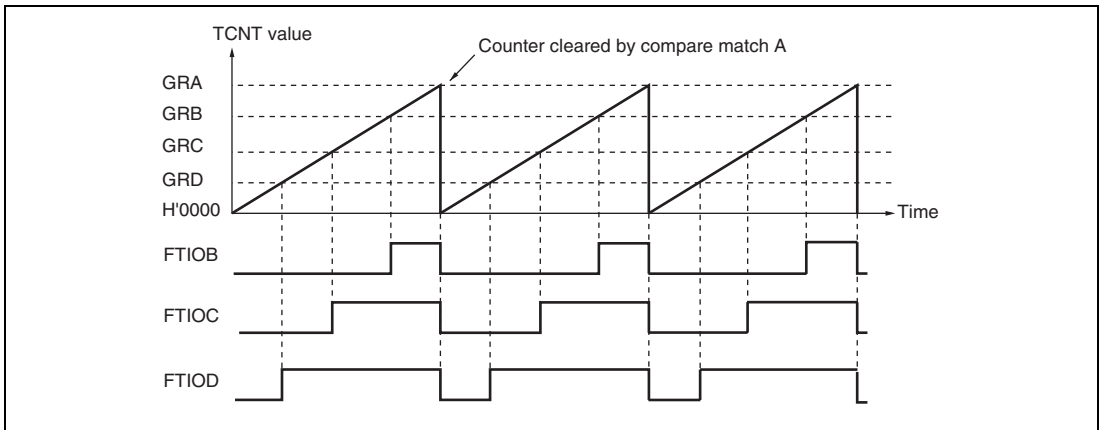 TCNT value
Counter cleared by compare match A
GRA
GRB
GRC
GRD
H'0000
Time
FTIOB
FTIOC
FTIOD